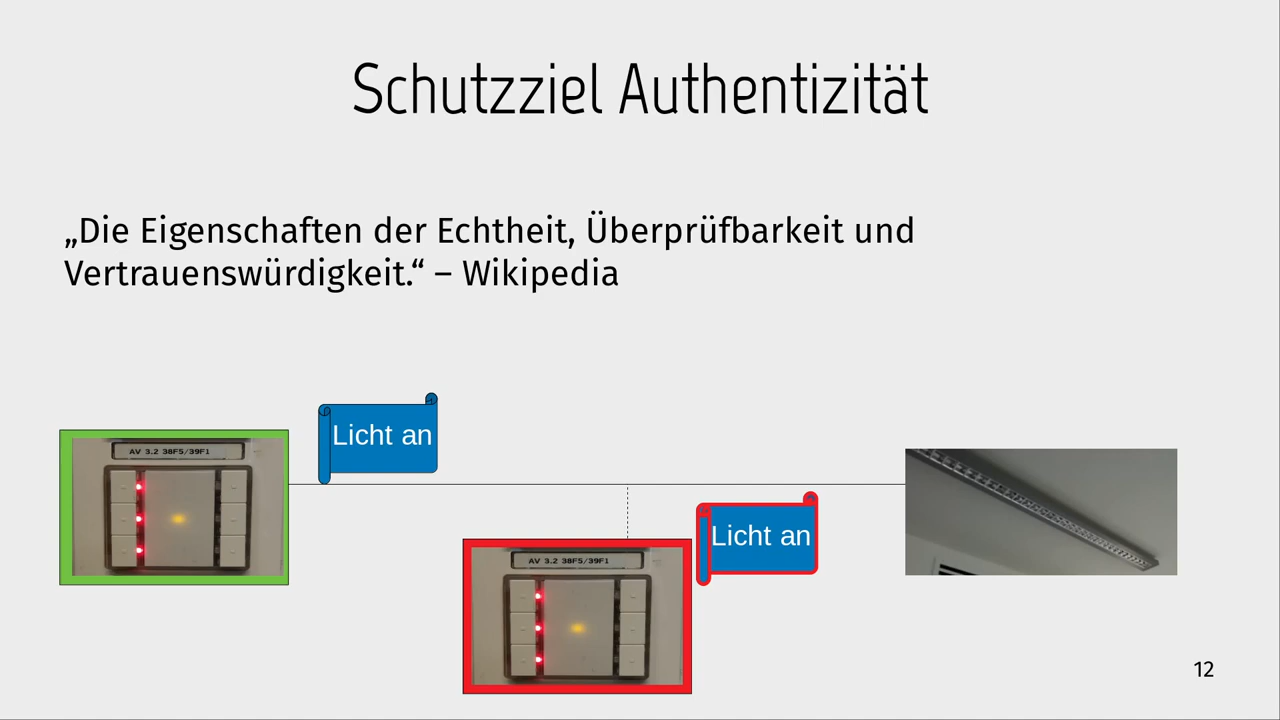 Schutzziel Authentizität
„Die Eigenschaften der Echtheit, Überprüfbarkeit und
Vertrauenswürdigkeit.“ – Wikipedia
Licht an
AV 3.2 38F5/39F1
Licht an
AV 3.2 38F5/39F1
12